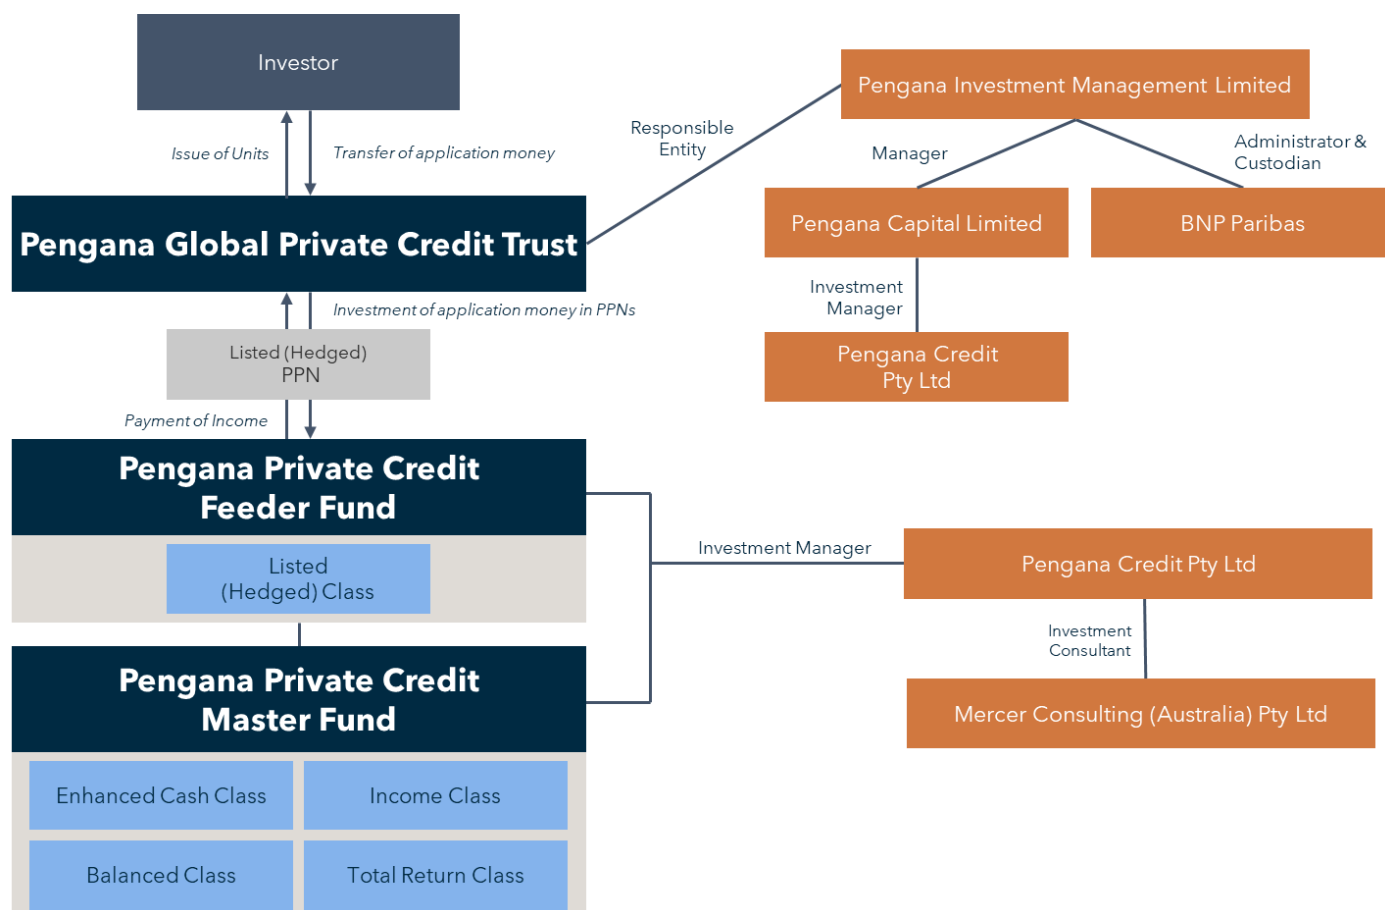 Investor
Issue of Units
Transfer of application money
Pengana Global Private Credit Trust
Investment of application money in PPNs
Listed (Hedged)
PPN
Payment of Income
Pengana Private Credit
Feeder Fund
Listed
(Hedged) Class
Pengana Private Credit
Master Fund
Enhanced Cash Class
Income Class
Balanced Class
Total Return Class
Responsible
Entity
Pengana Investment Management Limited
Manager
Administrator &
Custodian
Pengana Capital Limited
BNP Paribas
Investment
Manager
Pengana Credit
Pty Ltd
Investment Manager
Pengana Credit Pty Ltd
Investment
Consultant
Mercer Consulting (Australia) Pty Ltd